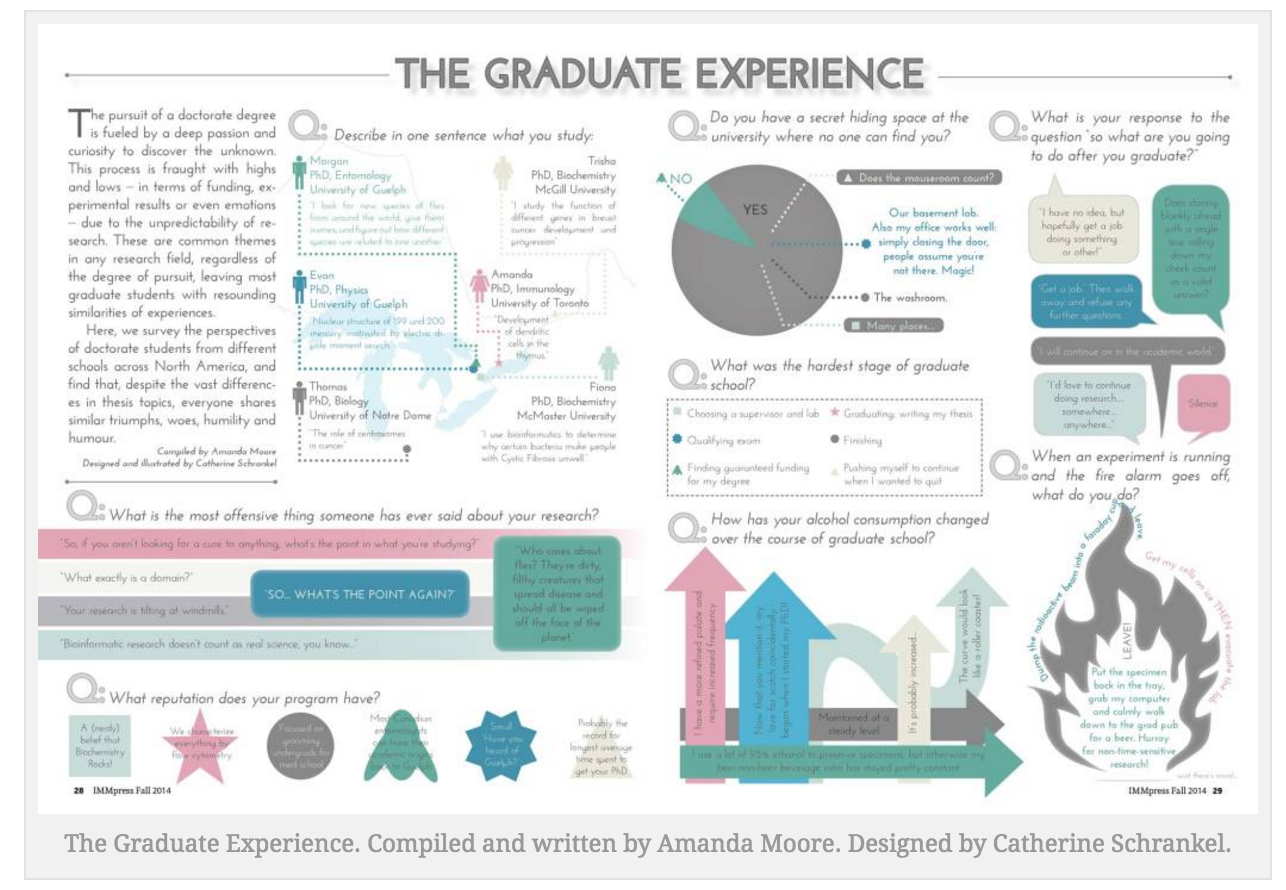 THE GRADUATE EXPERIENCE
The pursuit of a doctorate degree
is fueled by a deep passion and
curiosity to discover the unknown.
This process is fraught with highs
and lows – in terms of funding, ex-
perimental results or even emotions
– due to the unpredictability of re-
search. These are common themes
in any research field, regardless of
the degree of pursuit, leaving most
graduate students with resounding
similarities of experiences.
Here, we survey the perspectives
of doctorate students from different
schools across North America, and
find that, despite the vast differenc-
es in thesis topics, everyone shares
similar triumphs, woes, humility and
humour.
Compiled by Amanda Moore
Designed and illustrated by Catherine Schrankel
Q: Describe in one sentence what you study:
Morgan
PhD, Entomology
University of Guelph
"I look for new species of flies
from around the world, give them
names, and figure out how different
species are related to one another"
Trisha
PhD, Biochemistry
McGill University
"I study the function of
different genes in breast
cancer development and
progression"
Evan
PhD, Physics
University of Guelph
"Nuclear structure of 199 and 200
mercury motivated by electric di-
pole moment search"
Amanda
PhD, Immunology
University of Toronto
"Development
of dendritic
cells in the
thymus."
Thomas
PhD, Biology
University of Notre Dame
"The role of centrosomes
in cancer"
Fiona
PhD, Biochemistry
McMaster University
"I use bioinformatics to determine
why certain bacteria make people
with Cystic Fibrosis unwell."
Q: What is the most offensive thing someone has ever said about your research?
"So, if you aren't looking for a cure to anything, what's the point in what you're studying?"
"What exactly is a domain?"
"SO... WHAT'S THE POINT AGAIN?"
"Your research is tilting at windmills."
"Bioinformatic research doesn't count as real science, you know..."
"Who cares about
flies? They're dirty,
filthy creatures that
spread disease and
should all be wiped
off the face of the
planet."
Q: What reputation does your program have?
A (nerdy)
belief that
Biochemistry
Rocks!
We characterize
everything by
flow cytometry
Focused on
grooming
undergrads for
med school
Most Canadian
entomologists
can trace their
academic origins
back to Guelph
Small.
"Have you
heard of
Guelph?"
Probably the
record for
longest average
time spent to
get your PhD
28 IMMpress Fall 2014
Q: Do you have a secret hiding space at the
university where no one can find you?
NO
YES
Does the mouseroom count?
Our basement lab.
Also my office works well:
simply closing the door,
people assume you're
not there. Magic!
The washroom.
Many places...
Q: What was the hardest stage of graduate
school?
Choosing a supervisor and lab
Graduating; writing my thesis
Qualifying exam
Finishing
Finding guaranteed funding
for my degree
Pushing myself to continue
when I wanted to quit
Q: How has your alcohol consumption changed
over the course of graduate school?
I have a more refined palate and
require increased frequency
Now that you mention it, my
love for scotch coincidentally
began when I started my PhD!
Maintained at a
steady level
It's probably increased...
The curve would look
like a roller coaster!
I use a lot of 95% ethanol to preserve specimens, but otherwise my
beer:non-beer beverage ratio has stayed pretty constant.
Q: What is your response to the
question "so what are you going
to do after you graduate?"
"I have no idea, but
hopefully get a job
doing something
or other!"
Does staring
blankly ahead
with a single
tear rolling
down my
cheek count
as a valid
answer?
"Get a job." Then walk
away and refuse any
further questions.
"I will continue on in the academic world."
"I'd love to continue
doing research...
somewhere...
anywhere..."
Silence.
Q: When an experiment is running
and the fire alarm goes off,
what do you do?
Dump the radioactive beam into a faraday cup and leave.
Get my cells on ice THEN evacuate the lab
LEAVE!
Put the specimen
back in the tray,
grab my computer
and calmly walk
down to the grad pub
for a beer. Hurray
for non-time-sensitive
research!
wait there's more...
IMMpress Fall 2014 29
The Graduate Experience. Compiled and written by Amanda Moore. Designed by Catherine Schrankel.